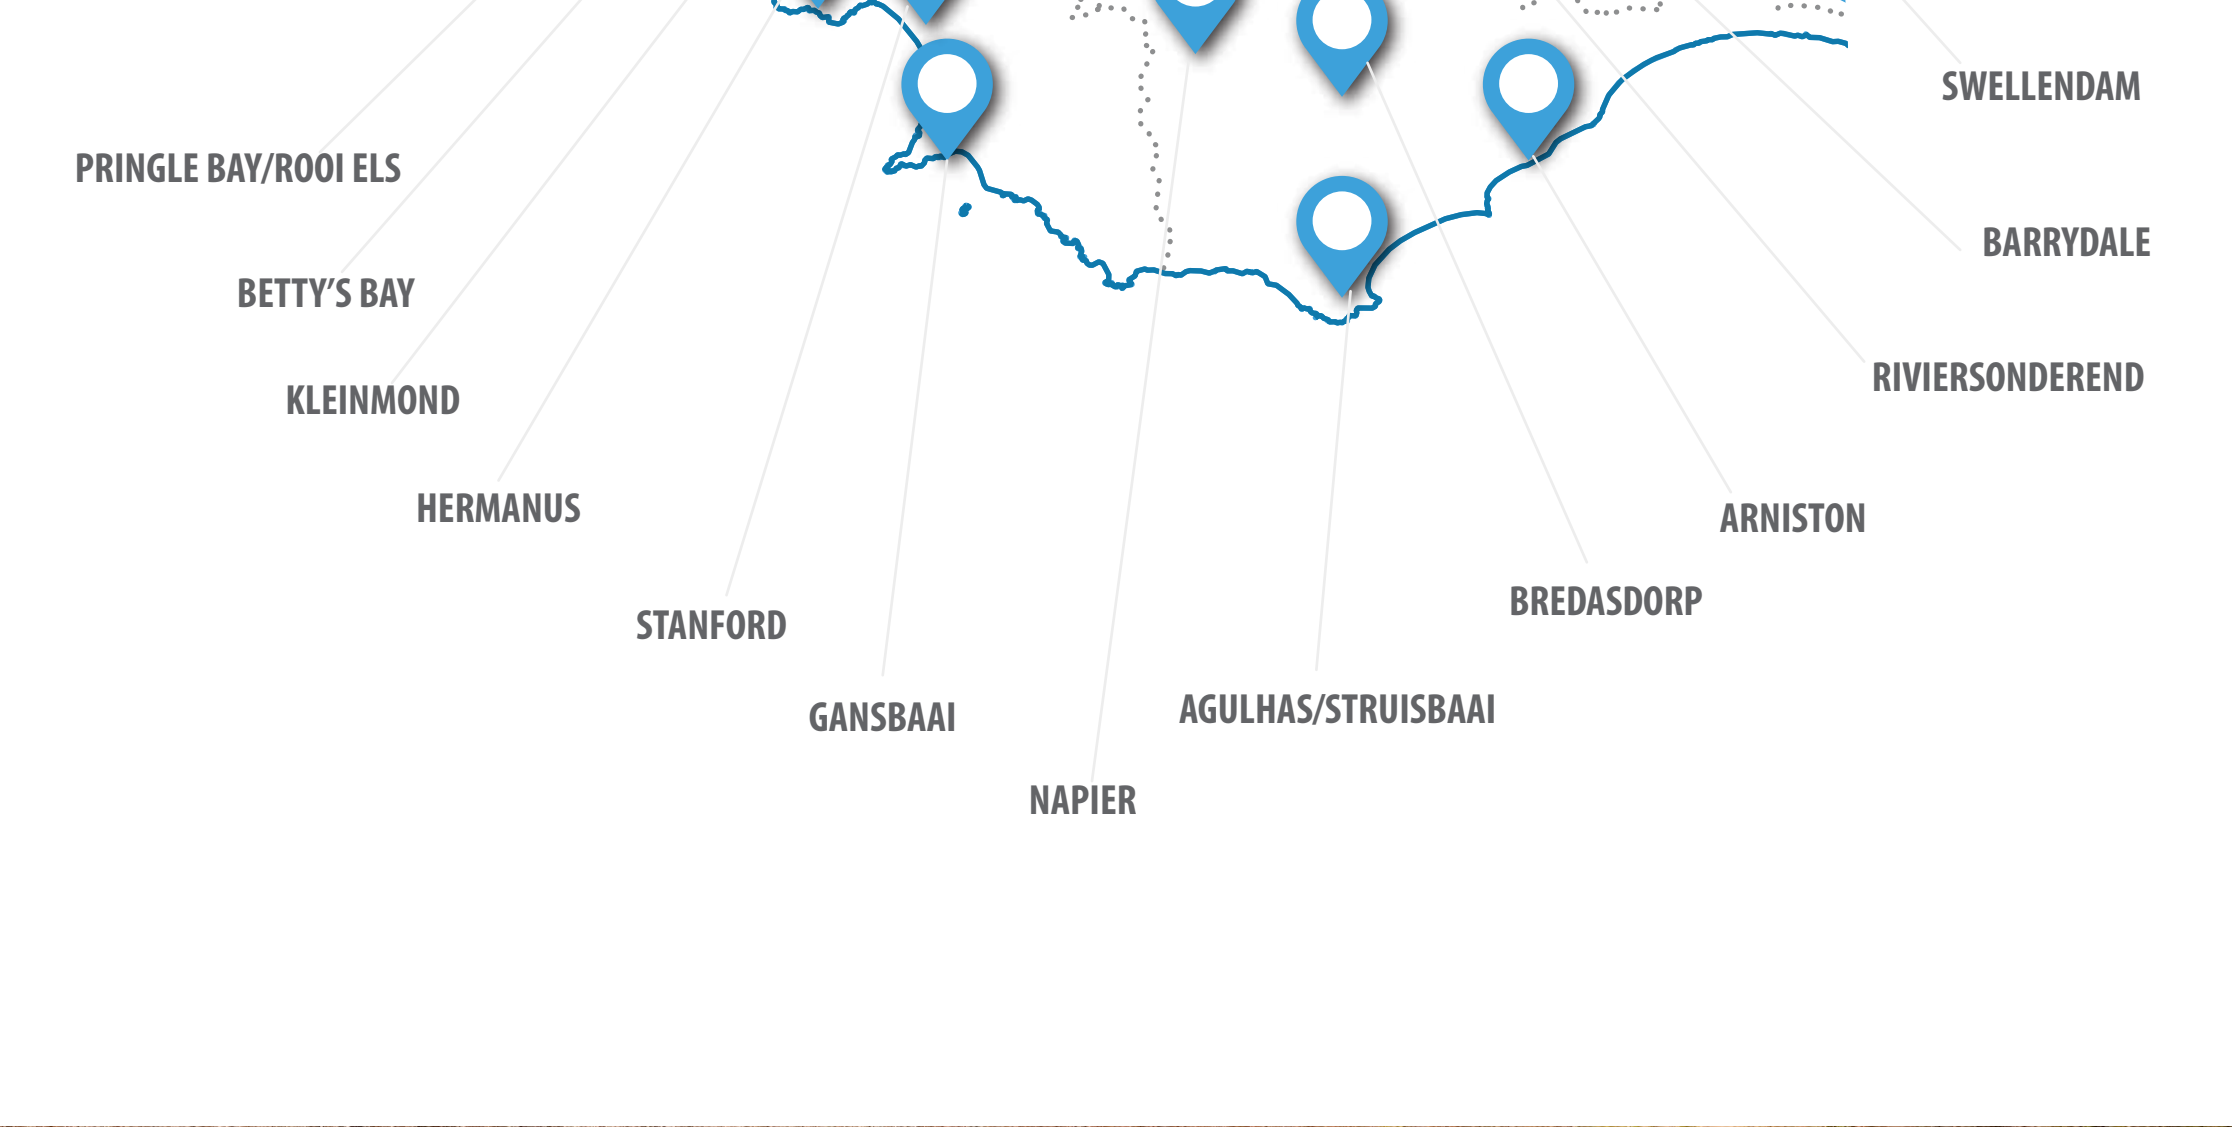 SWELLENDAM
PRINGLE BAY/ROOI ELS
BARRYDALE
BETTY’S BAY
RIVIERSONDEREND
KLEINMOND
HERMANUS
ARNISTON
BREDASDORP
STANFORD
AGULHAS/STRUISBAAI
GANSBAAI
NAPIER